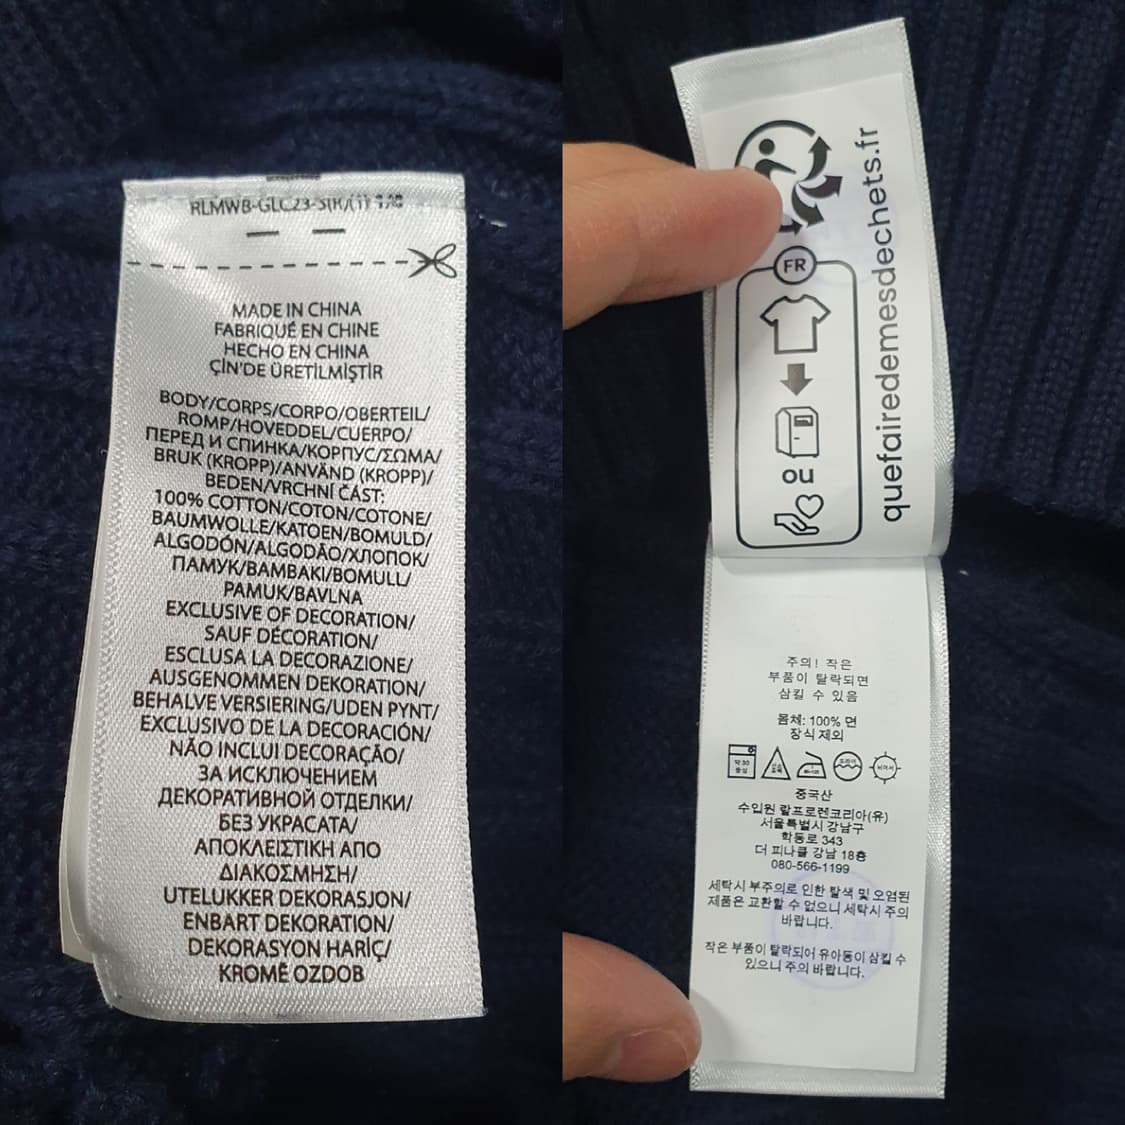 RLMWB-GLC23-S(R)(1)
MADE IN CHINA
FABRIQUÉ EN CHINE
HECHO EN CHINA
ÇİN'DE ÜRETİLMİŞTİR
BODY/CORPS/CORPO/OBERTEIL/
ROMP/HOVEDDEL/CUERPO/
ПЕРЕД И СПИНКА/КОРПУС/ΣΩΜΑ/
BRUK (KROPP)/ANVÄND (KROPP)/
BEDEN/VRCHNÍ ČÁST:
100% COTTON/COTON/COTONE/
BAUMWOLLE/KATOEN/BOMULD/
ALGODÓN/ALGODÃO/ХЛОПОК/
ПАМУК/ΒΑΜΒΑΚΙ/BOMULL/
PAMUK/BAVLNA
EXCLUSIVE OF DECORATION/
SAUF DÉCORATION/
ESCLUSA LA DECORAZIONE/
AUSGENOMMEN DEKORATION/
BEHALVE VERSIERING/UDEN PYNT/
EXCLUSIVO DE LA DECORACIÓN/
NÃO INCLUI DECORAÇÃO/
ЗА ИСКЛЮЧЕНИЕМ
ДЕКОРАТИВНОЙ ОТДЕЛКИ/
БЕЗ УКРАСАТА/
ΑΠΟΚΛΕΙΣΤΙΚΗ ΑΠΟ
ΔΙΑΚΟΣΜΗΣΗ/
UTELUKKER DEKORASJON/
ENBART DEKORATION/
DEKORASYON HARİÇ/
KROMĚ OZDOB
FR
OU
quefairedemesdechets.fr
주의! 작은
부품이 탈락되면
삼킬 수 있음
몸체: 100% 면
장식 제외
약 30
중성
중국산
수입원 랄프로렌코리아(유)
서울특별시 강남구
학동로 343
더 피나클 강남 18층
080-566-1199
세탁시 부주의로 인한 탈색 및 오염된
제품은 교환할 수 없으니 세탁시 주의
바랍니다.
작은 부품이 탈락되어 유아동이 삼킬 수
있으니 주의 바랍니다.